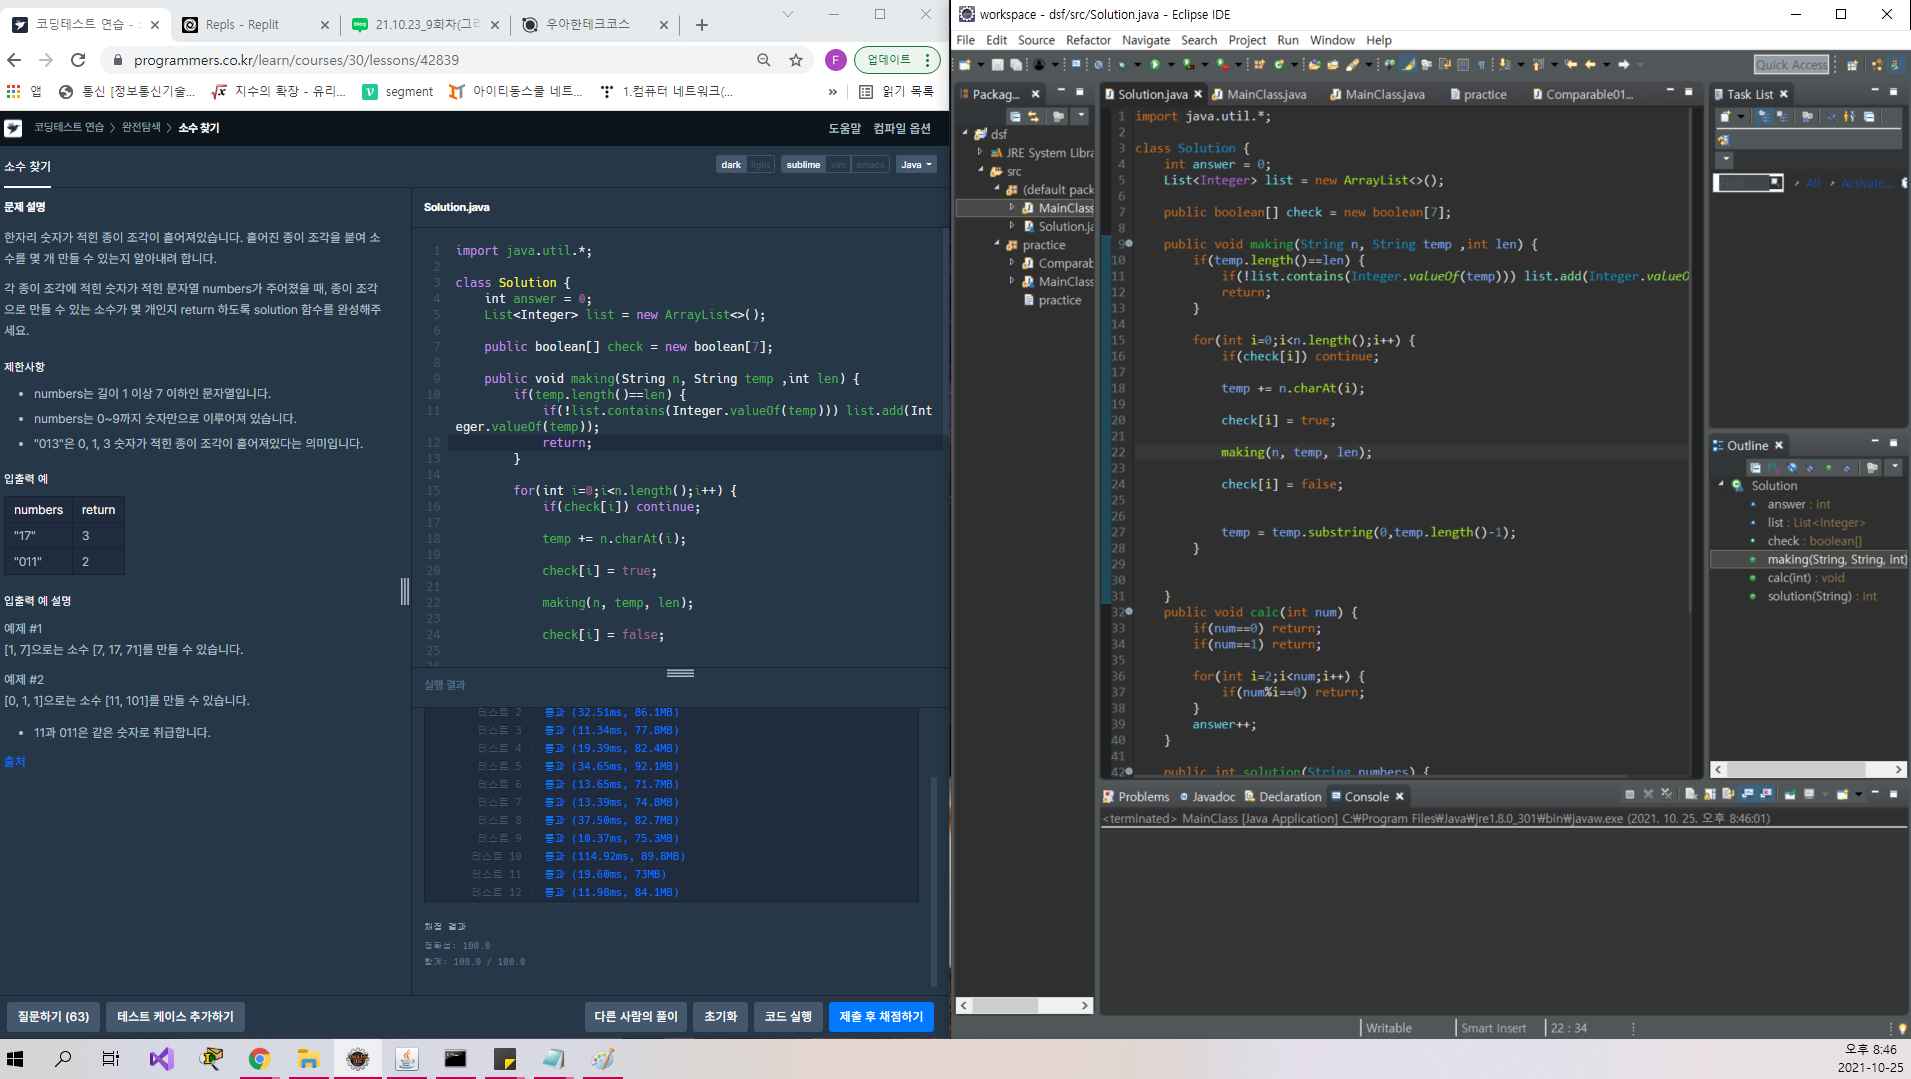 코딩테스트 연습 -
Repls - Replit
21.10.23_9회차(그리
우아한테크코스
programmers.co.kr/learn/courses/30/lessons/42839
F
업데이트
앱
통신 [정보통신기술...
지수의 확장 – 유리...
segment
아이티동스쿨 네트...
1.컴퓨터 네트워크(...
»
읽기 목록
코딩테스트 연습 > 완전탐색 > 소수 찾기
도움말 컴파일 옵션
소수 찾기
dark light
sublime vim emacs
Java
문제 설명
한자리 숫자가 적힌 종이 조각이 흩어져있습니다. 흩어진 종이 조각을 붙여 소
수를 몇 개 만들 수 있는지 알아내려 합니다.
각 종이 조각에 적힌 숫자가 적힌 문자열 numbers가 주어졌을 때, 종이 조각
으로 만들 수 있는 소수가 몇 개인지 return 하도록 solution 함수를 완성해주
세요.
제한사항
• numbers는 길이 1 이상 7 이하인 문자열입니다.
• numbers는 0~9까지 숫자만으로 이루어져 있습니다.
• "013"은 0, 1, 3 숫자가 적힌 종이 조각이 흩어져있다는 의미입니다.
입출력 예
numbers return
"17" 3
"011" 2
입출력 예 설명
예제 #1
[1, 7]으로는 소수 [7, 17, 71]를 만들 수 있습니다.
예제 #2
[0, 1, 1]으로는 소수 [11, 101]를 만들 수 있습니다.
• 11과 011은 같은 숫자로 취급합니다.
출처
Solution.java
1 import java.util.*;
2
3 class Solution {
4 int answer = 0;
5 List<Integer> list = new ArrayList<>();
6
7 public boolean[] check = new boolean[7];
8
9 public void making(String n, String temp ,int len) {
10 if(temp.length()==len) {
11 if(!list.contains(Integer.valueOf(temp))) list.add(Int
eger.valueOf(temp));
12 return;
13 }
14
15 for(int i=0;i<n.length();i++) {
16 if(check[i]) continue;
17
18 temp += n.charAt(i);
19
20 check[i] = true;
21
22 making(n, temp, len);
23
24 check[i] = false;
25
실행 결과
테스트 2 통과 (32.51ms, 86.1MB)
테스트 3 통과 (11.34ms, 77.8MB)
테스트 4 통과 (19.39ms, 82.4MB)
테스트 5 통과 (34.65ms, 92.1MB)
테스트 6 통과 (13.65ms, 71.7MB)
테스트 7 통과 (13.39ms, 74.8MB)
테스트 8 통과 (37.50ms, 82.7MB)
테스트 9 통과 (10.37ms, 75.3MB)
테스트 10 통과 (114.92ms, 89.8MB)
테스트 11 통과 (19.60ms, 73MB)
테스트 12 통과 (11.98ms, 84.1MB)
채점 결과
정확성: 100.0
합계: 100.0 / 100.0
질문하기 (63)
테스트 케이스 추가하기
다른 사람의 풀이
초기화
코드 실행
제출 후 채점하기
workspace - dsf/src/Solution.java - Eclipse IDE
File Edit Source Refactor Navigate Search Project Run Window Help
Quick Access
Packag...
dsf
JRE System Libra
src
(default pack
MainClass
Solution.ja
practice
Comparab
MainClass
practice
Solution.java
MainClass.java
MainClass.java
practice
Comparable01...
1 import java.util.*;
2
3 class Solution {
4 int answer = 0;
5 List<Integer> list = new ArrayList<>();
6
7 public boolean[] check = new boolean[7];
8
9 public void making(String n, String temp ,int len) {
10 if(temp.length()==len) {
11 if(!list.contains(Integer.valueOf(temp))) list.add(Integer.valueO
12 return;
13 }
14
15 for(int i=0;i<n.length();i++) {
16 if(check[i]) continue;
17
18 temp += n.charAt(i);
19
20 check[i] = true;
21
22 making(n, temp, len);
23
24 check[i] = false;
25
26
27 temp = temp.substring(0,temp.length()-1);
28 }
29
30
31 }
32 public void calc(int num) {
33 if(num==0) return;
34 if(num==1) return;
35
36 for(int i=2;i<num;i++) {
37 if(num%i==0) return;
38 }
39 answer++;
40 }
41
42 public int solution(String numbers) {
Task List
Find
All
Activate...
Outline
Solution
answer : int
list : List<Integer>
check : boolean[]
making(String, String, int)
calc(int) : void
solution(String) : int
Problems Javadoc Declaration Console
<terminated> MainClass [Java Application] C:₩Program Files₩Java₩jre1.8.0_301₩bin₩javaw.exe (2021. 10. 25. 오후 8:46:01)
Writable
Smart Insert
22 : 34
오후 8:46
2021-10-25